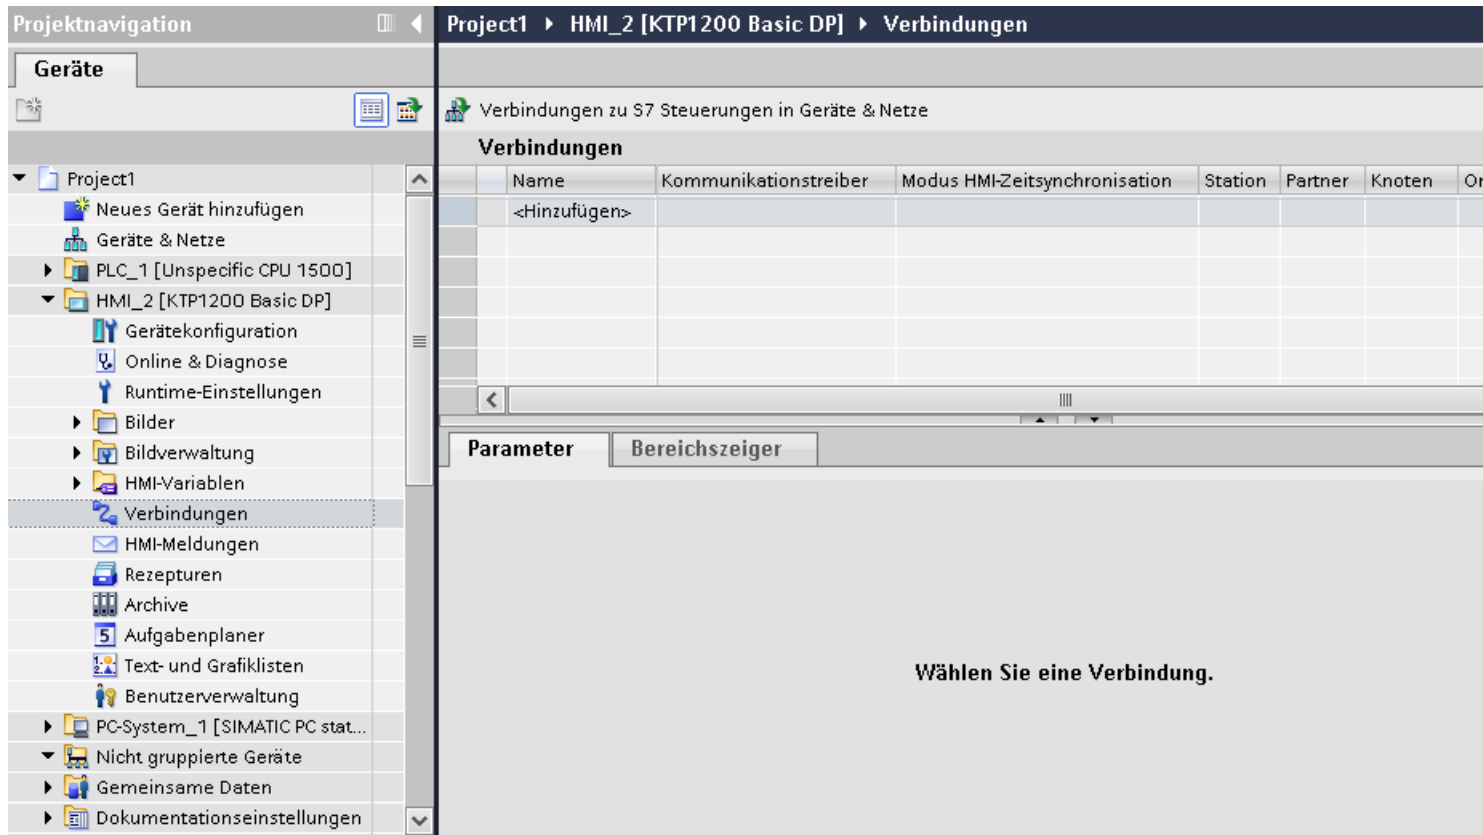 Projektnavigation
Project1 ▸ HMI_2 [KTP1200 Basic DP] ▸ Verbindungen
Geräte
Verbindungen zu S7 Steuerungen in Geräte & Netze
Verbindungen
Name Kommunikationstreiber Modus HMI-Zeitsynchronisation Station Partner Knoten
<Hinzufügen>
Project1
Neues Gerät hinzufügen
Geräte & Netze
PLC_1 [Unspecific CPU 1500]
HMI_2 [KTP1200 Basic DP]
Gerätekonfiguration
Online & Diagnose
Runtime-Einstellungen
Bilder
Bildverwaltung
HMI-Variablen
Verbindungen
HMI-Meldungen
Rezepturen
Archive
Aufgabenplaner
Text- und Grafiklisten
Benutzerverwaltung
PC-System_1 [SIMATIC PC stat...
Nicht gruppierte Geräte
Gemeinsame Daten
Dokumentationseinstellungen
Parameter Bereichszeiger
Wählen Sie eine Verbindung.